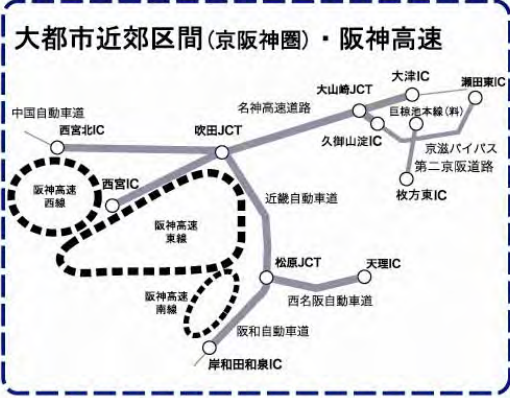 大都市近郊区間(京阪神圏)・阪神高速
大津IC
瀬田東IC
大山崎JCT
名神高速道路
巨椋池本線(料)
中国自動車道
西宮北IC
吹田JCT
久御山淀IC
京滋バイパス
第二京阪道路
枚方東IC
阪神高速
西線
西宮IC
近畿自動車道
阪神高速
東線
松原JCT
天理IC
西名阪自動車道
阪神高速
南線
阪和自動車道
岸和田和泉IC